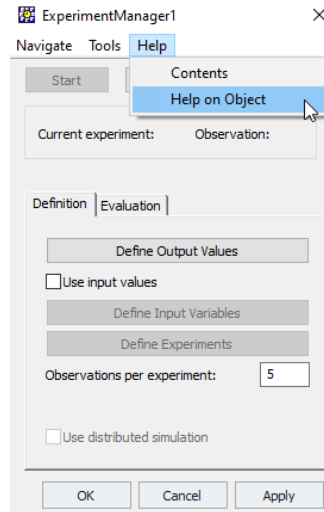 ExperimentManager1
Navigate Tools Help
Start
Contents
Help on Object
Current experiment: Observation:
Definition Evaluation
Define Output Values
Use input values
Define Input Variables
Define Experiments
Observations per experiment: 5
Use distributed simulation
OK Cancel Apply